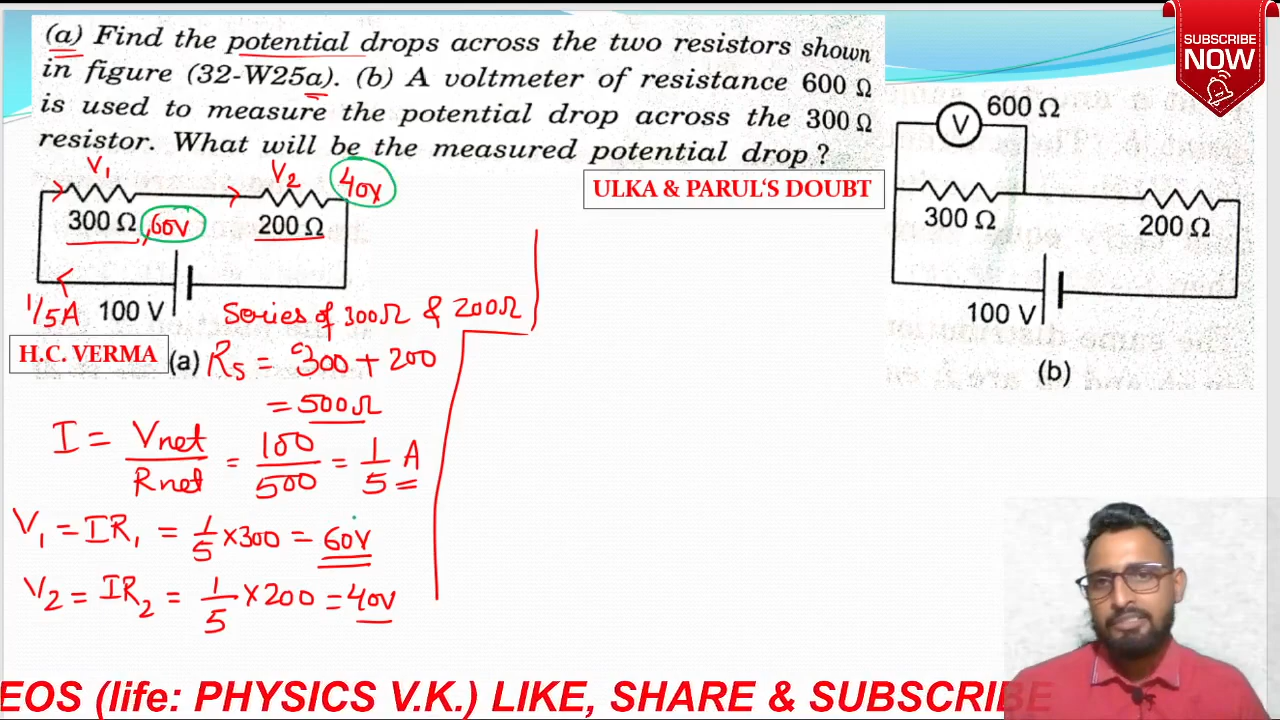 (a) Find the potential drops across the two resistors shown
in figure (32-W25a). (b) A voltmeter of resistance 600 Ω
is used to measure the potential drop across the 300 Ω
resistor. What will be the measured potential drop ?
SUBSCRIBE
NOW
ULKA & PARUL'S DOUBT
V1
V2
40V
300 Ω
60V
200 Ω
1/5A
100 V
Series of 300Ω & 200Ω
H.C. VERMA
(a)
Rs = 300 + 200
= 500Ω
I = Vnet/Rnet = 100/500 = 1/5 A
V1 = IR1 = 1/5 × 300 = 60V
V2 = IR2 = 1/5 × 200 = 40V
600 Ω
V
300 Ω
200 Ω
100 V
(b)
EOS (life: PHYSICS V.K.) LIKE, SHARE & SUBSCRIBE